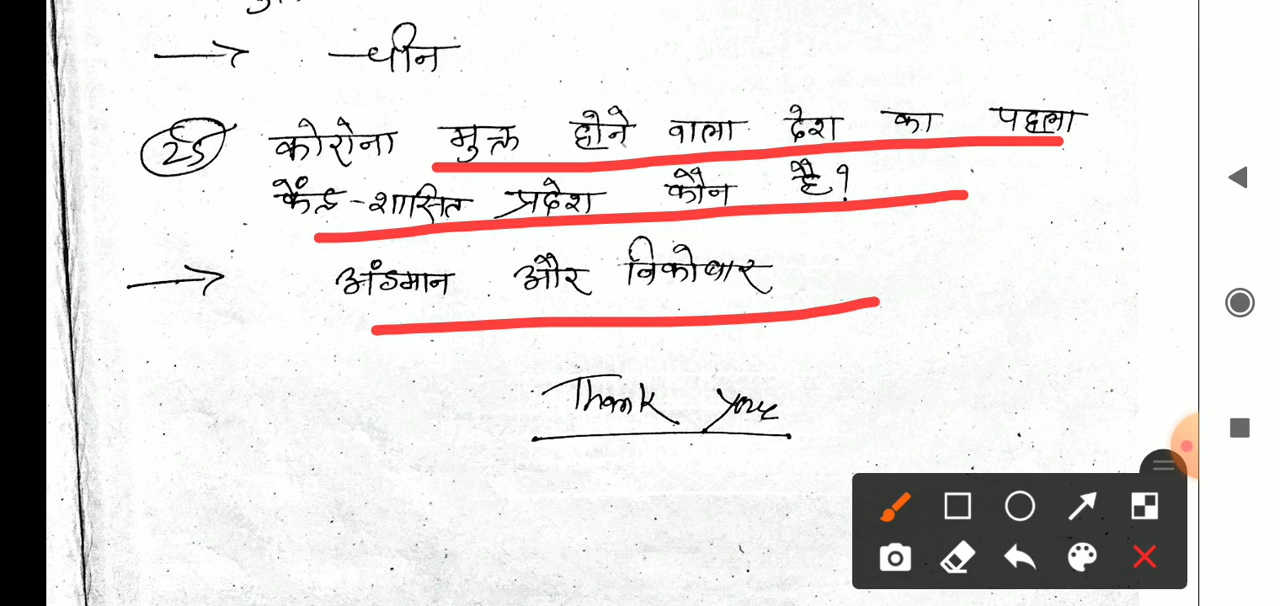 → चीन
25 कोरोना मुक्त होने वाला देश का पहला
केंद्र-शासित प्रदेश कौन है?
→ अंडमान और निकोबार
Thank you